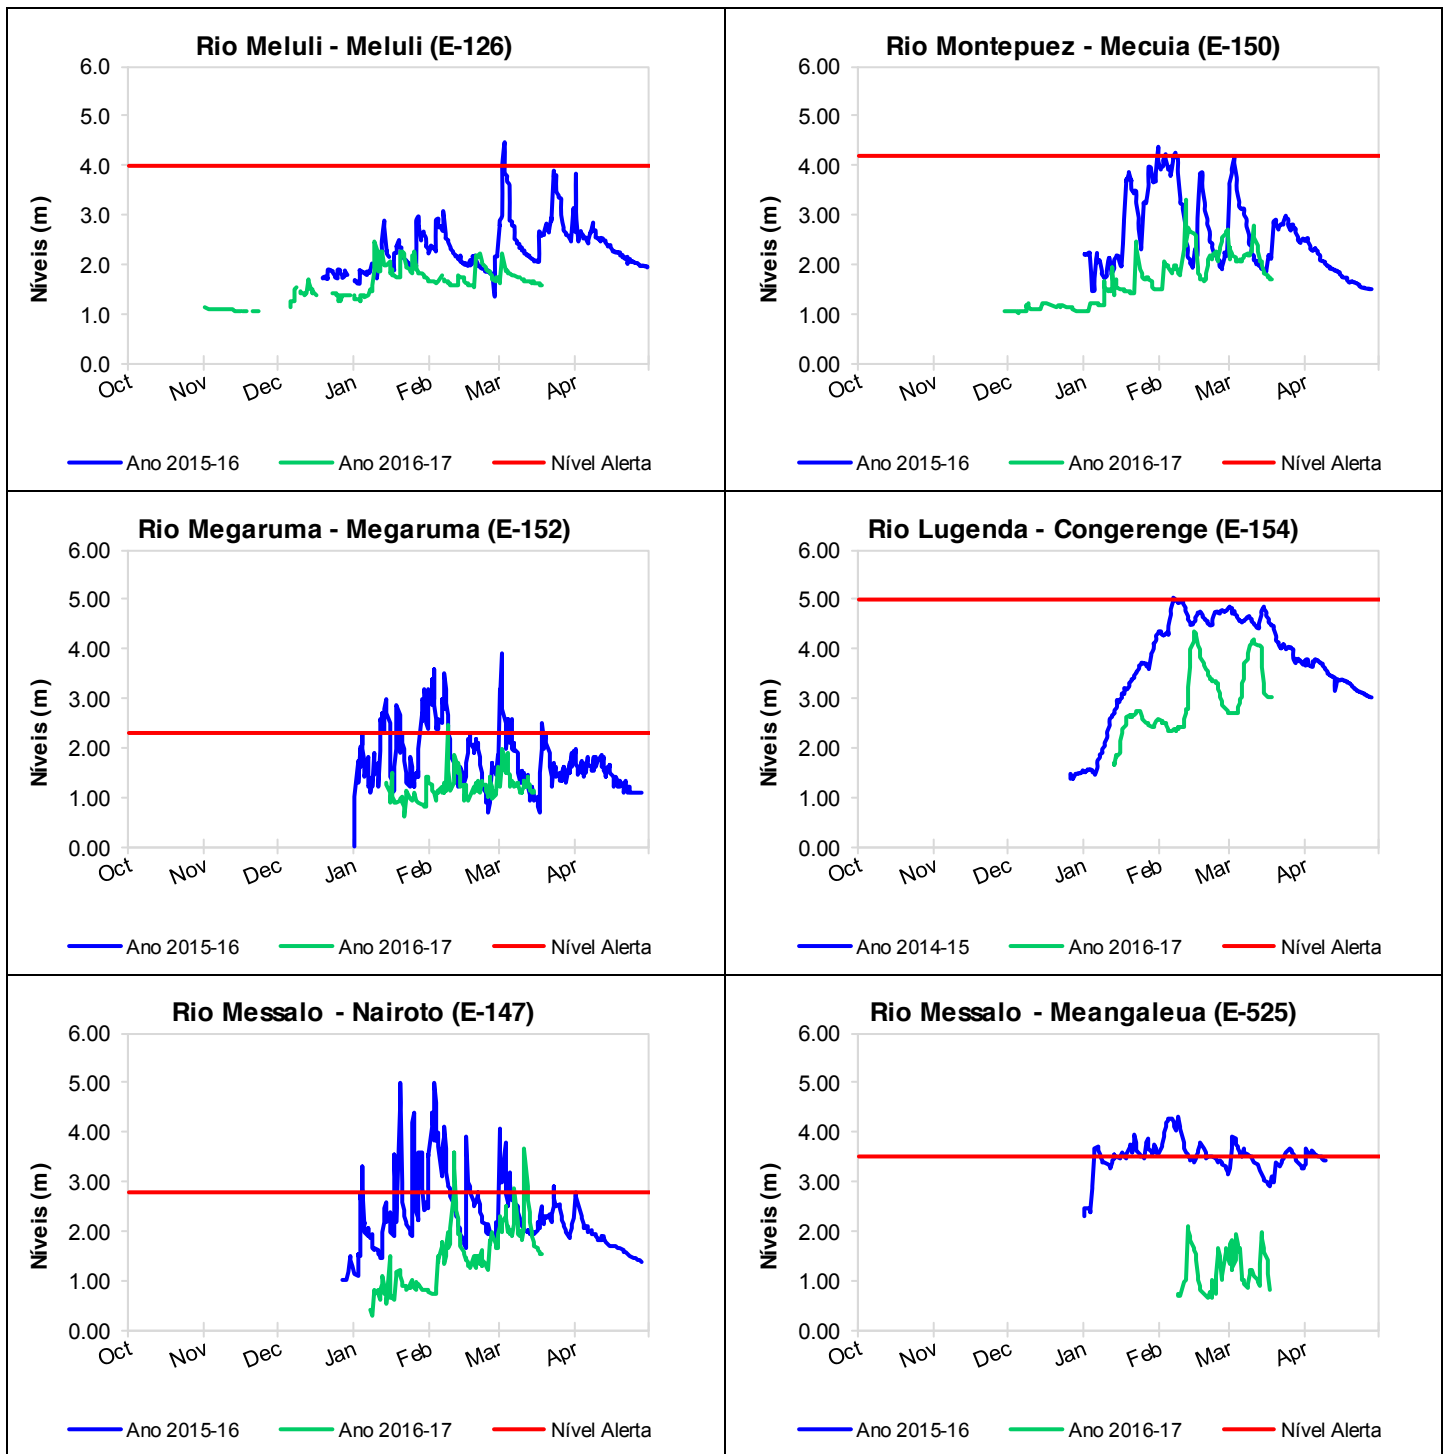 Rio Meluli - Meluli (E-126)
6.0
5.0
4.0
3.0
2.0
1.0
0.0
Níveis (m)
Oct Nov Dec Jan Feb Mar Apr
Ano 2015-16 Ano 2016-17 Nível Alerta
Rio Montepuez - Mecuia (E-150)
6.00
5.00
4.00
3.00
2.00
1.00
0.00
Níveis (m)
Oct Nov Dec Jan Feb Mar Apr
Ano 2015-16 Ano 2016-17 Nível Alerta
Rio Megaruma - Megaruma (E-152)
6.00
5.00
4.00
3.00
2.00
1.00
0.00
Níveis (m)
Oct Nov Dec Jan Feb Mar Apr
Ano 2015-16 Ano 2016-17 Nível Alerta
Rio Lugenda - Congerenge (E-154)
6.00
5.00
4.00
3.00
2.00
1.00
0.00
Níveis (m)
Oct Nov Dec Jan Feb Mar Apr
Ano 2014-15 Ano 2016-17 Nível Alerta
Rio Messalo - Nairoto (E-147)
6.00
5.00
4.00
3.00
2.00
1.00
0.00
Níveis (m)
Oct Nov Dec Jan Feb Mar Apr
Ano 2015-16 Ano 2016-17 Nível Alerta
Rio Messalo - Meangaleua (E-525)
6.00
5.00
4.00
3.00
2.00
1.00
0.00
Níveis (m)
Oct Nov Dec Jan Feb Mar Apr
Ano 2015-16 Ano 2016-17 Nível Alerta